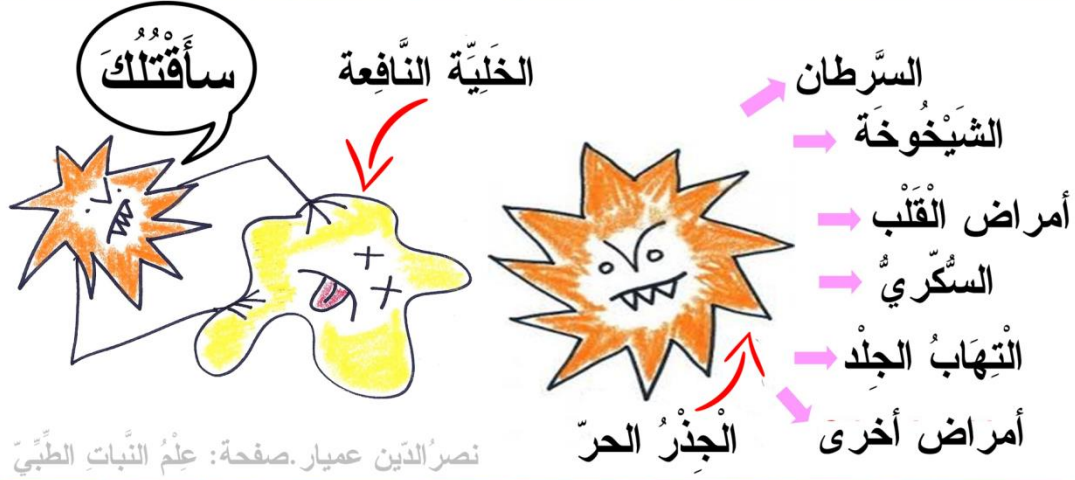 سأَقْتُلُكَ
الخَلِيَّة النَّافِعة
السَّرطان
الشَيْخُوخَة
أمراض الْقَلْب
السُّكّريُّ
الْتِهَابُ الجِلْد
أمراض أخرى
الْجِذْرُ الحرّ
نصرُالدَين عميار.صفحة: عِلْمُ النَّباتِ الطِّبِّيّ